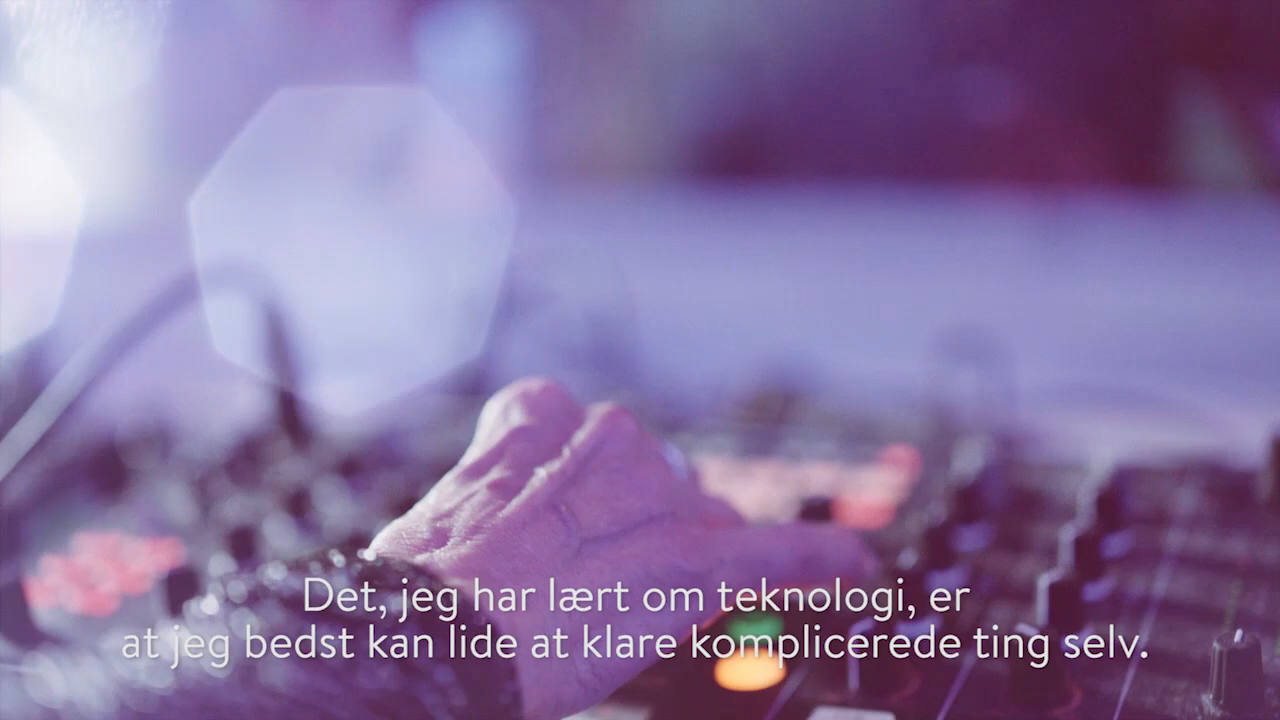 Det, jeg har lært om teknologi, er
at jeg bedst kan lide at klare komplicerede ting selv.